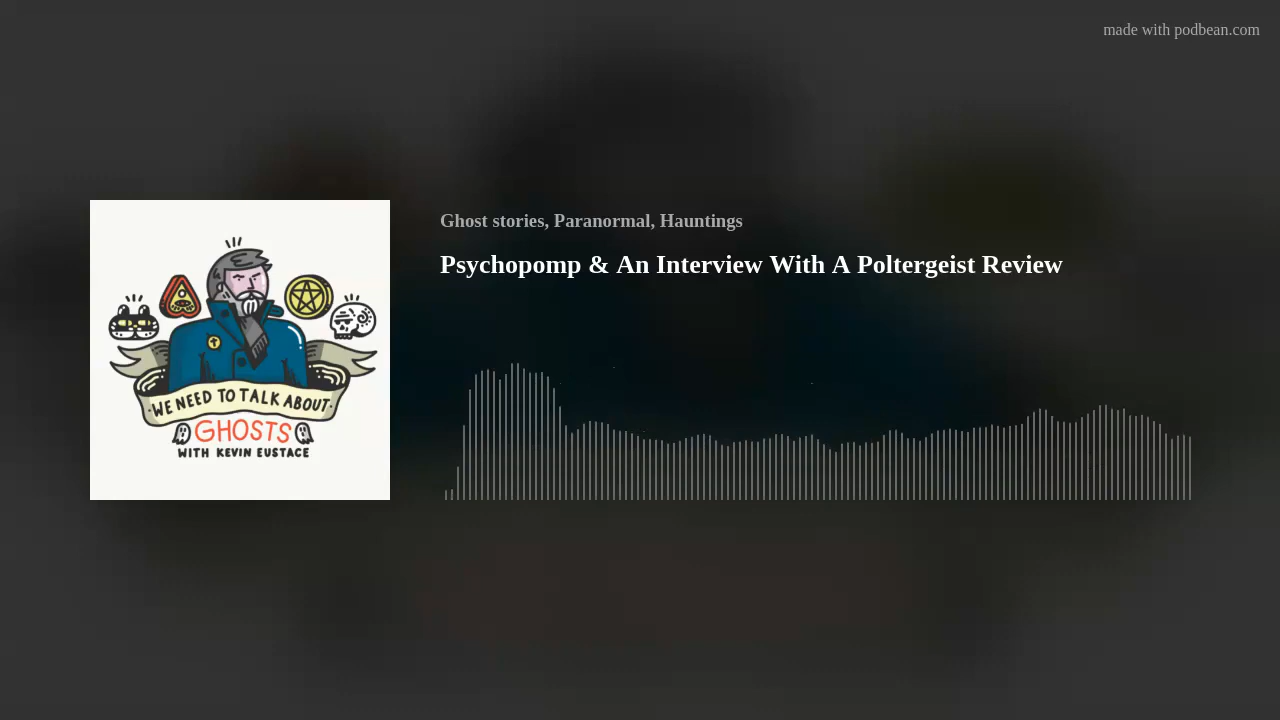 made with podbean.com
Ghost stories, Paranormal, Hauntings
Psychopomp & An Interview With A Poltergeist Review
·WE NEED TO TALK ABOUT·
GHOSTS
WITH KEVIN EUSTACE